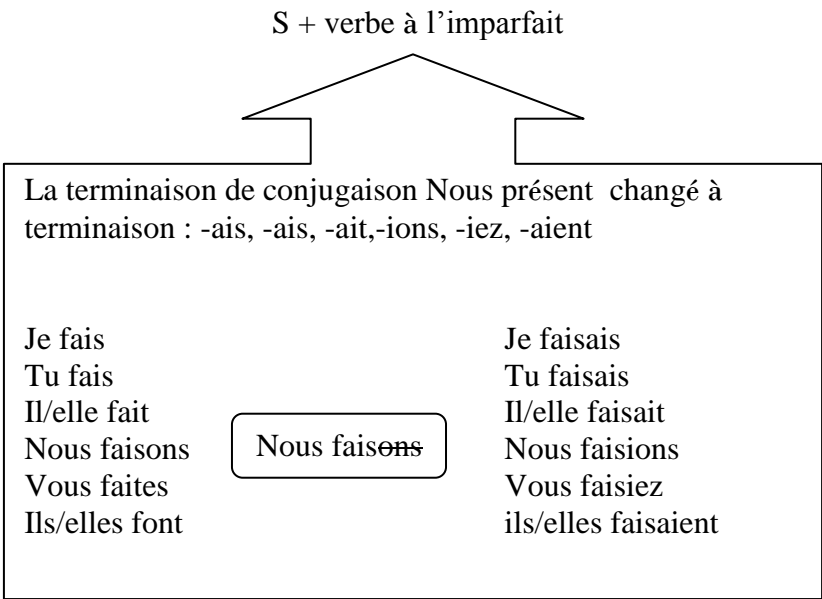 S + verbe à l’imparfait
La terminaison de conjugaison Nous présent changé à
terminaison : -ais, -ais, -ait,-ions, -iez, -aient
Je fais
Tu fais
Il/elle fait
Nous faisons
Vous faites
Ils/elles font
Nous faisons
Je faisais
Tu faisais
Il/elle faisait
Nous faisions
Vous faisiez
ils/elles faisaient